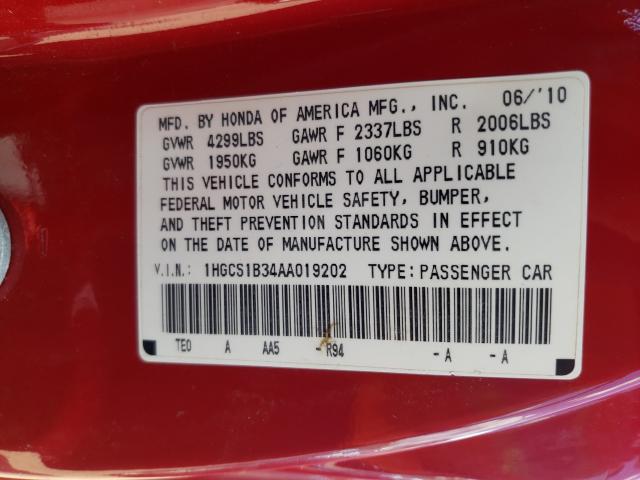 MFD. BY HONDA OF AMERICA MFG., INC. 06/'10
GVWR 4299LBS GAWR F 2337LBS R 2006LBS
GVWR 1950KG GAWR F 1060KG R 910KG
THIS VEHICLE CONFORMS TO ALL APPLICABLE
FEDERAL MOTOR VEHICLE SAFETY, BUMPER,
AND THEFT PREVENTION STANDARDS IN EFFECT
ON THE DATE OF MANUFACTURE SHOWN ABOVE.
V.I.N.: 1HGCS1B34AA019202 TYPE: PASSENGER CAR
TE0 A AA5 - R94 - A - A